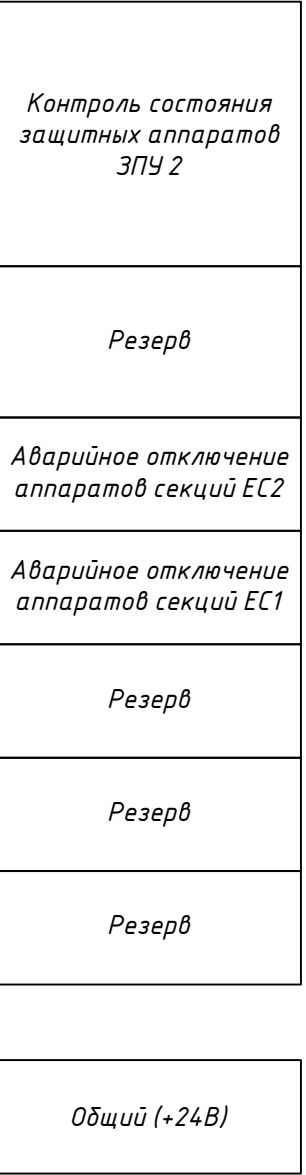 Контроль состояния
защитных аппаратов
ЗПУ 2
Резерв
Аварийное отключение
аппаратов секций ЕС2
Аварийное отключение
аппаратов секций ЕС1
Резерв
Резерв
Резерв
Общий (+24В)